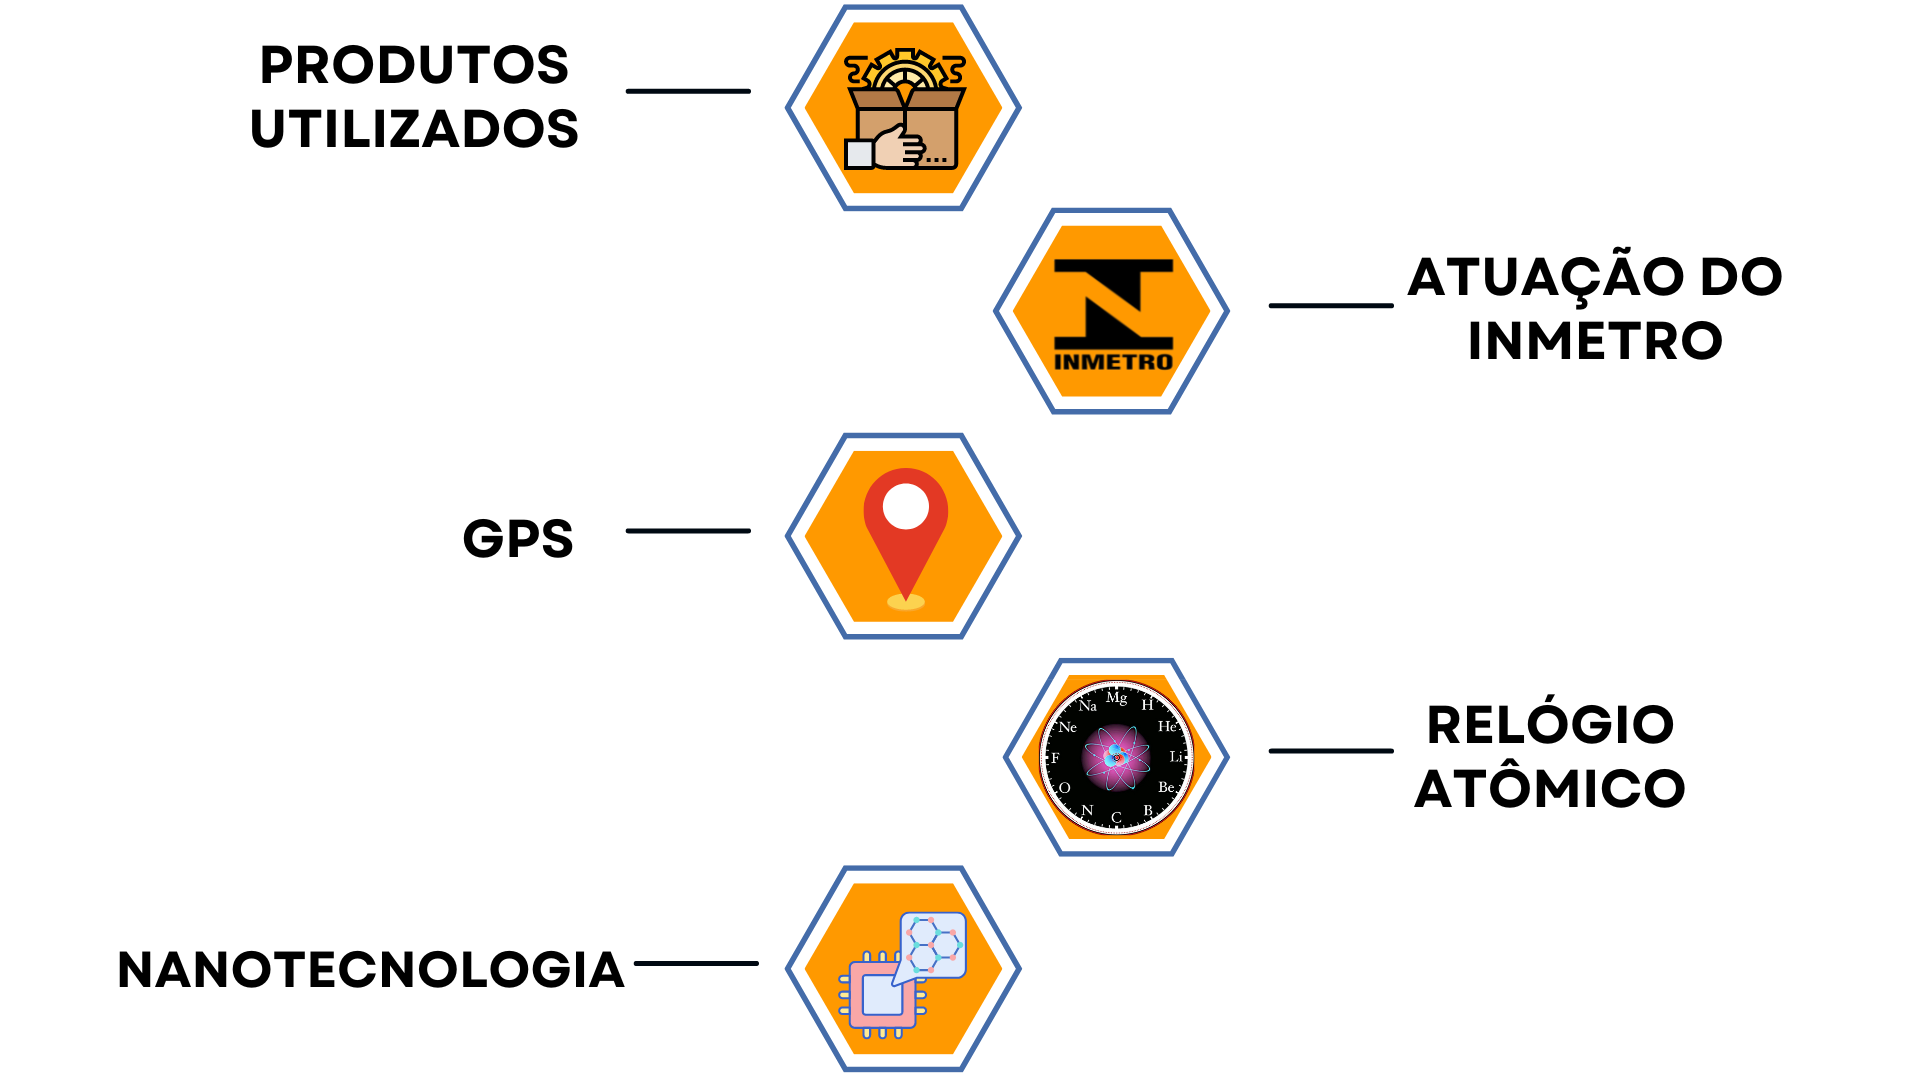 PRODUTOS
UTILIZADOS
INMETRO
ATUAÇÃO DO
INMETRO
GPS
Mg
H
He
Li
Be
B
C
N
O
F
Ne
Na
RELÓGIO
ATÔMICO
NANOTECNOLOGIA